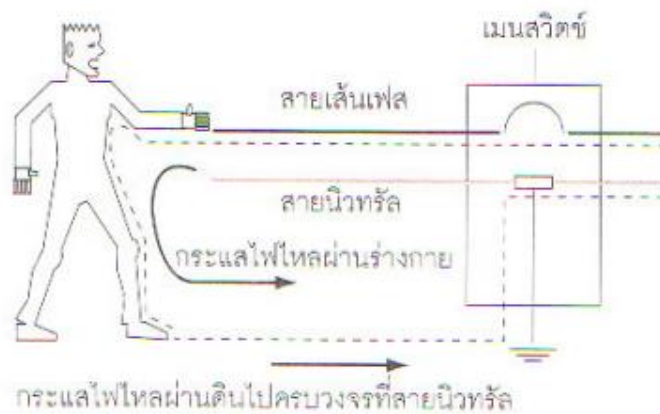 เมนสวิตช์
สายเส้นเฟส
สายนิวทรัล
กระแสไฟไหลผ่านร่างกาย
กระแสไฟไหลผ่านดินไปครบวงจรที่สายนิวทรัล